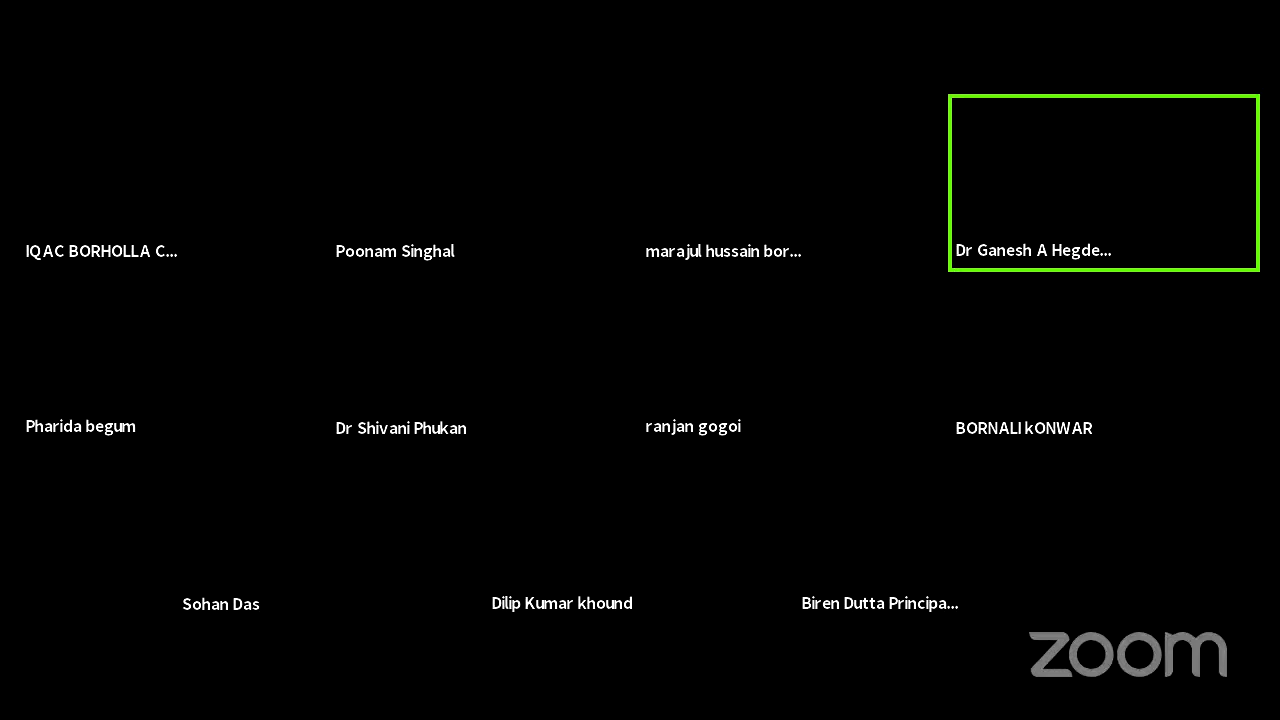 IQAC BORHOLLA C...
Poonam Singhal
marajul hussain bor...
Dr Ganesh A Hegde...
Pharida begum
Dr Shivani Phukan
ranjan gogoi
BORNALI kONWAR
Sohan Das
Dilip Kumar khound
Biren Dutta Principa...
zoom